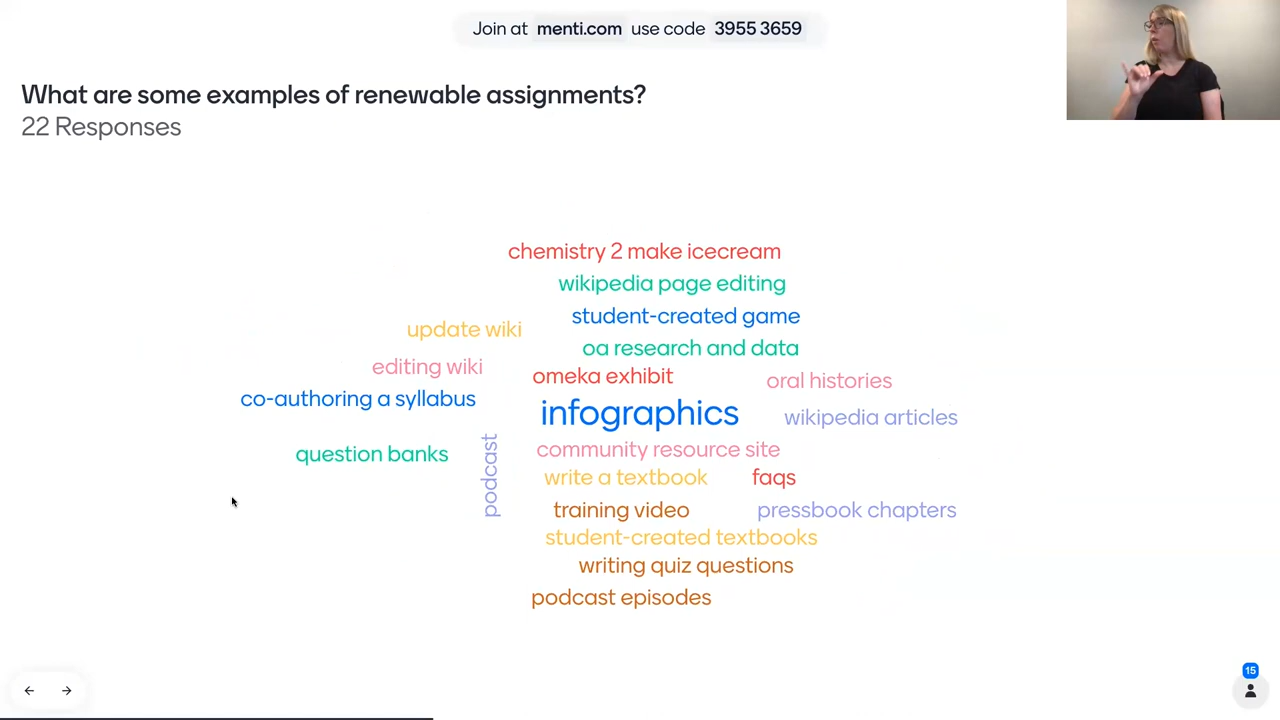 Join at menti.com use code 3955 3659
What are some examples of renewable assignments?
22 Responses
chemistry 2 make icecream
wikipedia page editing
student-created game
update wiki
oa research and data
editing wiki
omeka exhibit
oral histories
co-authoring a syllabus
infographics
wikipedia articles
question banks
podcast
community resource site
write a textbook
faqs
training video
pressbook chapters
student-created textbooks
writing quiz questions
podcast episodes
15